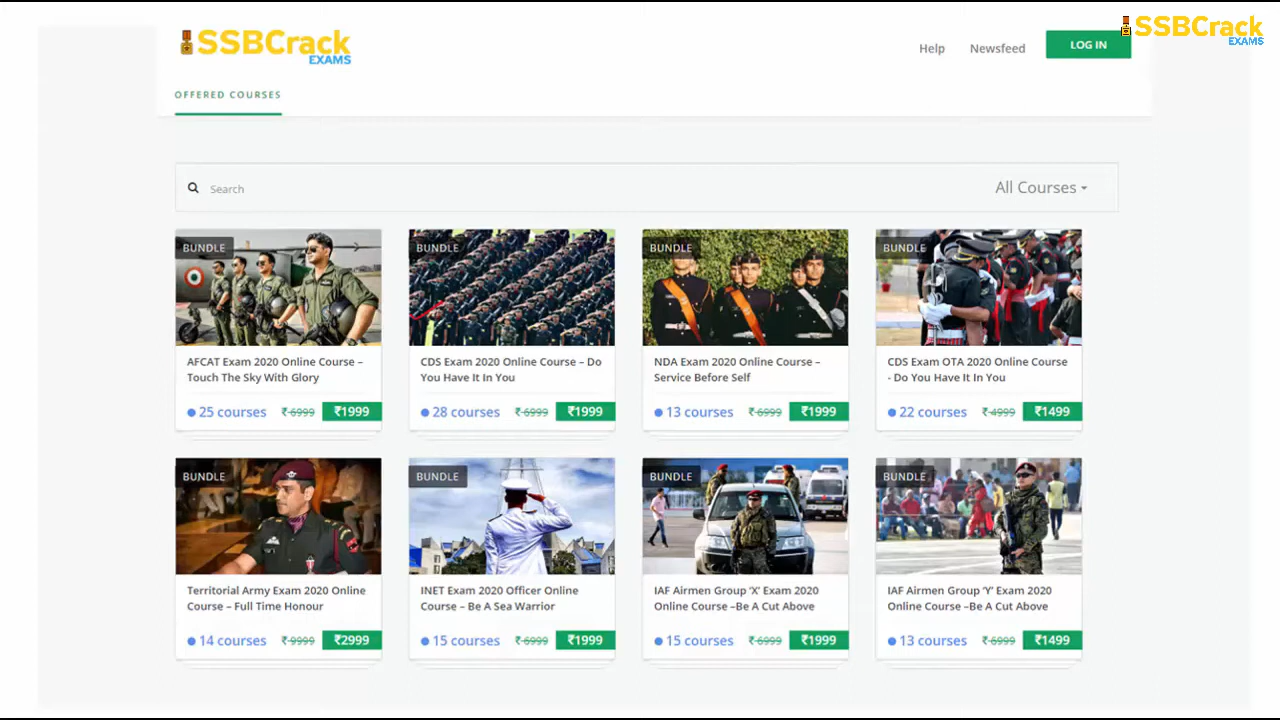 SSBCrack
EXAMS
Help
Newsfeed
LOG IN
SSBCrack
EXAMS
OFFERED COURSES
Search
All Courses
BUNDLE
BUNDLE
BUNDLE
BUNDLE
AFCAT Exam 2020 Online Course –
Touch The Sky With Glory
25 courses ₹6999 ₹1999
CDS Exam 2020 Online Course – Do
You Have It In You
28 courses ₹6999 ₹1999
NDA Exam 2020 Online Course –
Service Before Self
13 courses ₹6999 ₹1999
CDS Exam OTA 2020 Online Course
- Do You Have It In You
22 courses ₹4999 ₹1499
BUNDLE
BUNDLE
BUNDLE
BUNDLE
Territorial Army Exam 2020 Online
Course – Full Time Honour
14 courses ₹9999 ₹2999
INET Exam 2020 Officer Online
Course – Be A Sea Warrior
15 courses ₹6999 ₹1999
IAF Airmen Group ‘X’ Exam 2020
Online Course –Be A Cut Above
15 courses ₹6999 ₹1999
IAF Airmen Group ‘Y’ Exam 2020
Online Course –Be A Cut Above
13 courses ₹6999 ₹1499